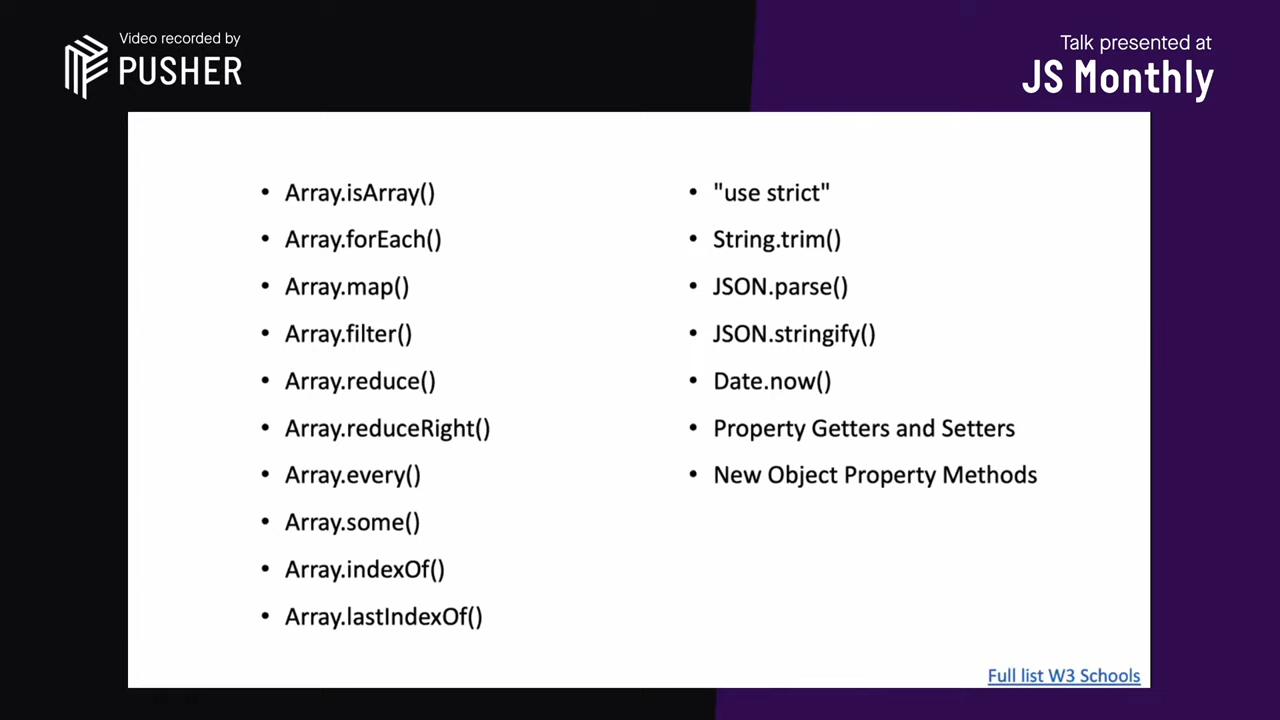 Video recorded by
PUSHER
Talk presented at
JS Monthly
• Array.isArray()
• Array.forEach()
• Array.map()
• Array.filter()
• Array.reduce()
• Array.reduceRight()
• Array.every()
• Array.some()
• Array.indexOf()
• Array.lastIndexOf()
• "use strict"
• String.trim()
• JSON.parse()
• JSON.stringify()
• Date.now()
• Property Getters and Setters
• New Object Property Methods
Full list W3 Schools